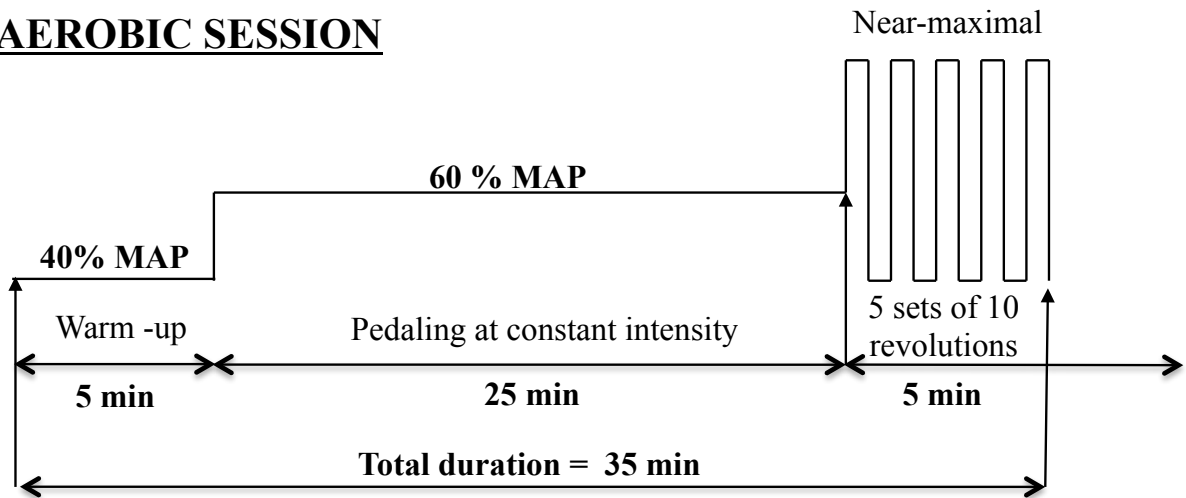 AEROBIC SESSION
Near-maximal
60 % MAP
40% MAP
Warm -up
Pedaling at constant intensity
5 sets of 10
revolutions
5 min
25 min
5 min
Total duration = 35 min